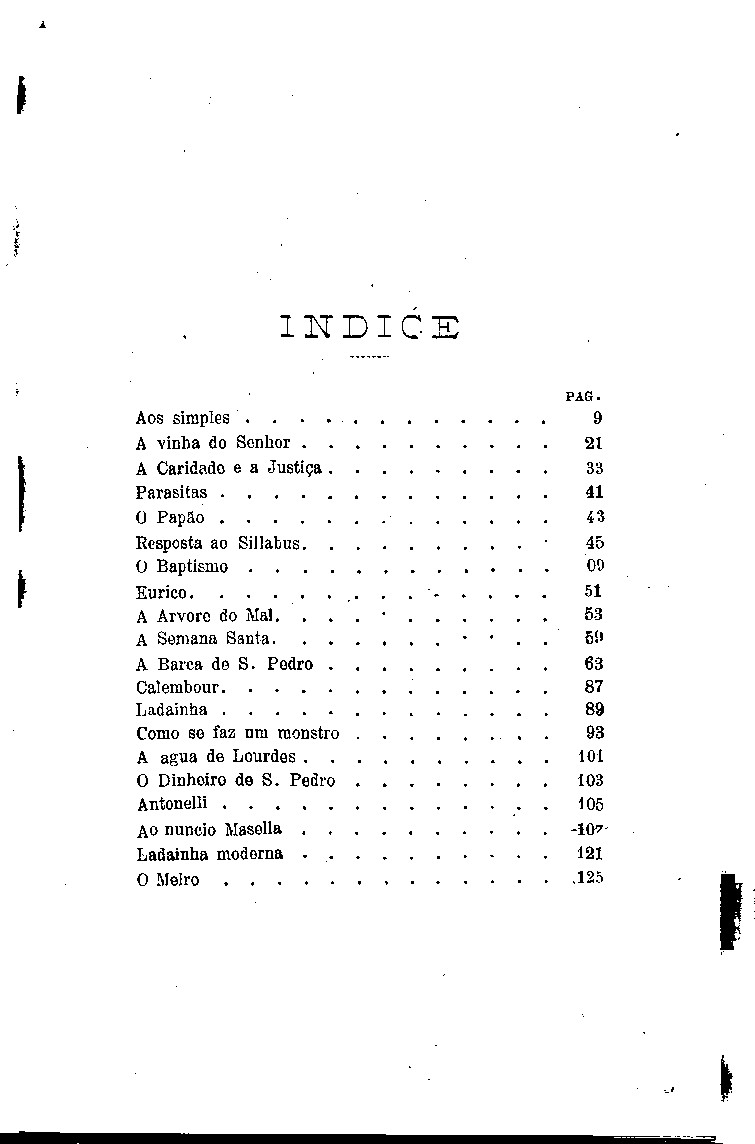 INDICE
PAG.
Aos simples . . . . . . . . . . . . 9
A vinha do Senhor . . . . . . . . . . 21
A Caridade e a Justiça . . . . . . . . . 33
Parasitas . . . . . . . . . . . . . 41
O Papão . . . . . . . . . . . . . 43
Resposta ao Sillabus . . . . . . . . . . 45
O Baptismo . . . . . . . . . . . .
Eurico . . . . . . . . . . . . . . 51
A Arvore do Mal . . . . . . . . . . . 53
A Semana Santa . . . . . . . . . . . 59
A Barca de S. Pedro . . . . . . . . . 63
Calembour . . . . . . . . . . . . . 87
Ladainha . . . . . . . . . . . . . 89
Como se faz um monstro . . . . . . . . 93
A agua de Lourdes . . . . . . . . . . 101
O Dinheiro de S. Pedro . . . . . . . . 103
Antonelli . . . . . . . . . . . . . 105
Ao nuncio Masella . . . . . . . . . . 107
Ladainha moderna . . . . . . . . . . 121
O Melro . . . . . . . . . . . . . 125